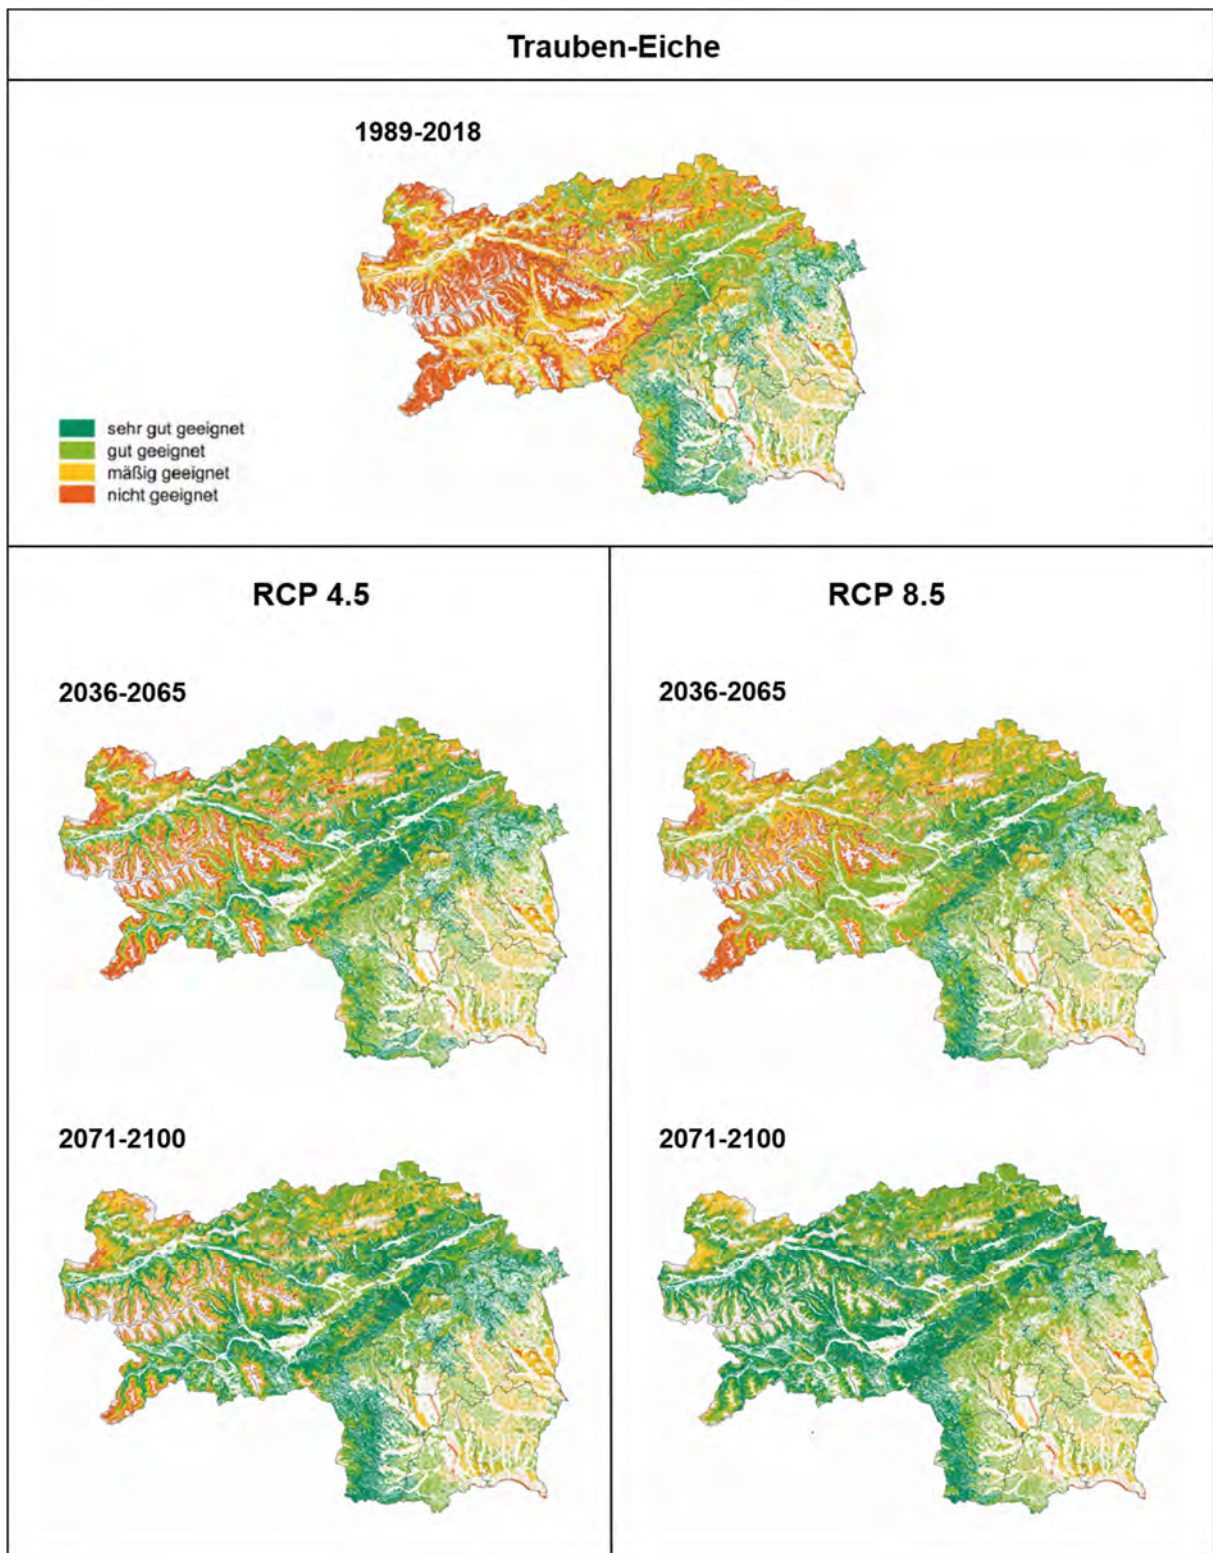 Trauben-Eiche
1989-2018
sehr gut geeignet
gut geeignet
mäßig geeignet
nicht geeignet
RCP 4.5
RCP 8.5
2036-2065
2036-2065
2071-2100
2071-2100